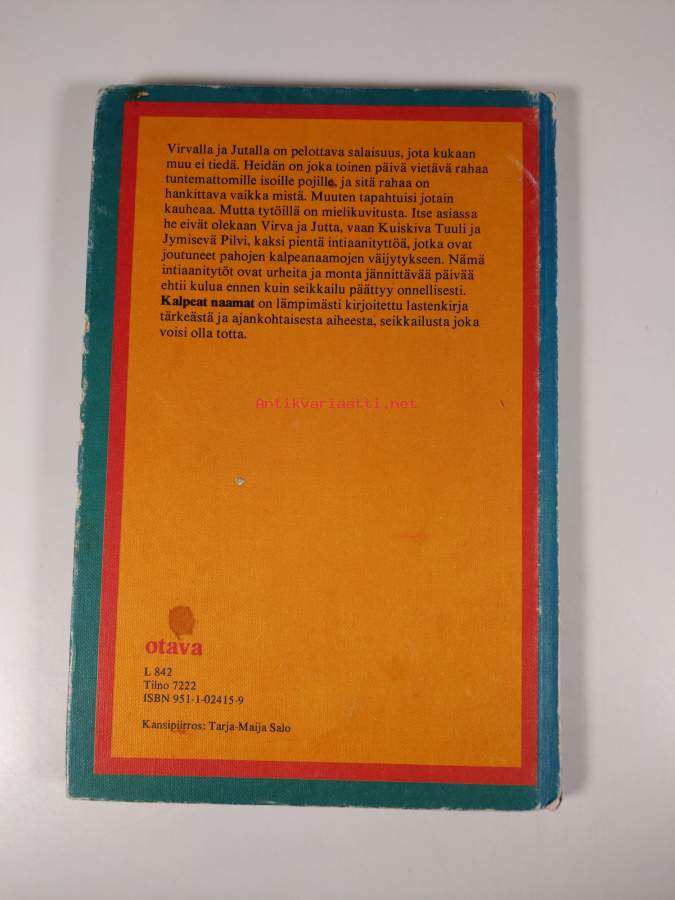 Virvalla ja Jutalla on pelottava salaisuus, jota kukaan
muu ei tiedä. Heidän on joka toinen päivä vietävä rahaa
tuntemattomille isoille pojille, ja sitä rahaa on
hankittava vaikka mistä. Muuten tapahtuisi jotain
kauheaa. Mutta tytöillä on mielikuvitusta. Itse asiassa
he eivät olekaan Virva ja Jutta, vaan Kuiskiva Tuuli ja
Jymisevä Pilvi, kaksi pientä intiaanityttöä, jotka ovat
joutuneet pahojen kalpeanaamojen väijytykseen. Nämä
intiaanitytöt ovat urheita ja monta jännittävää päivää
ehtii kulua ennen kuin seikkailu päättyy onnellisesti.
Kalpeat naamat on lämpimästi kirjoitettu lastenkirja
tärkeästä ja ajankohtaisesta aiheesta, seikkailusta joka
voisi olla totta.
Antikvariaatti.net
otava
L 842
Tilno 7222
ISBN 951-1-02415-9
Kansipiirros: Tarja-Maija Salo